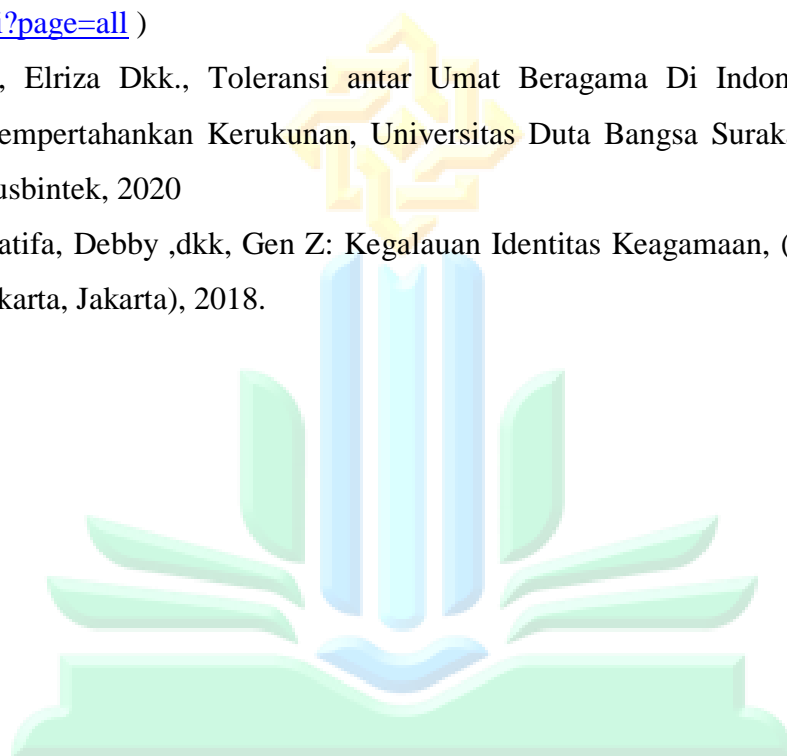 i?page=all )
, Elriza Dkk., Toleransi antar Umat Beragama Di Indon
empertahankan Kerukunan, Universitas Duta Bangsa Suraka
usbintek, 2020
atifa, Debby ,dkk, Gen Z: Kegalauan Identitas Keagamaan, (
karta, Jakarta), 2018.